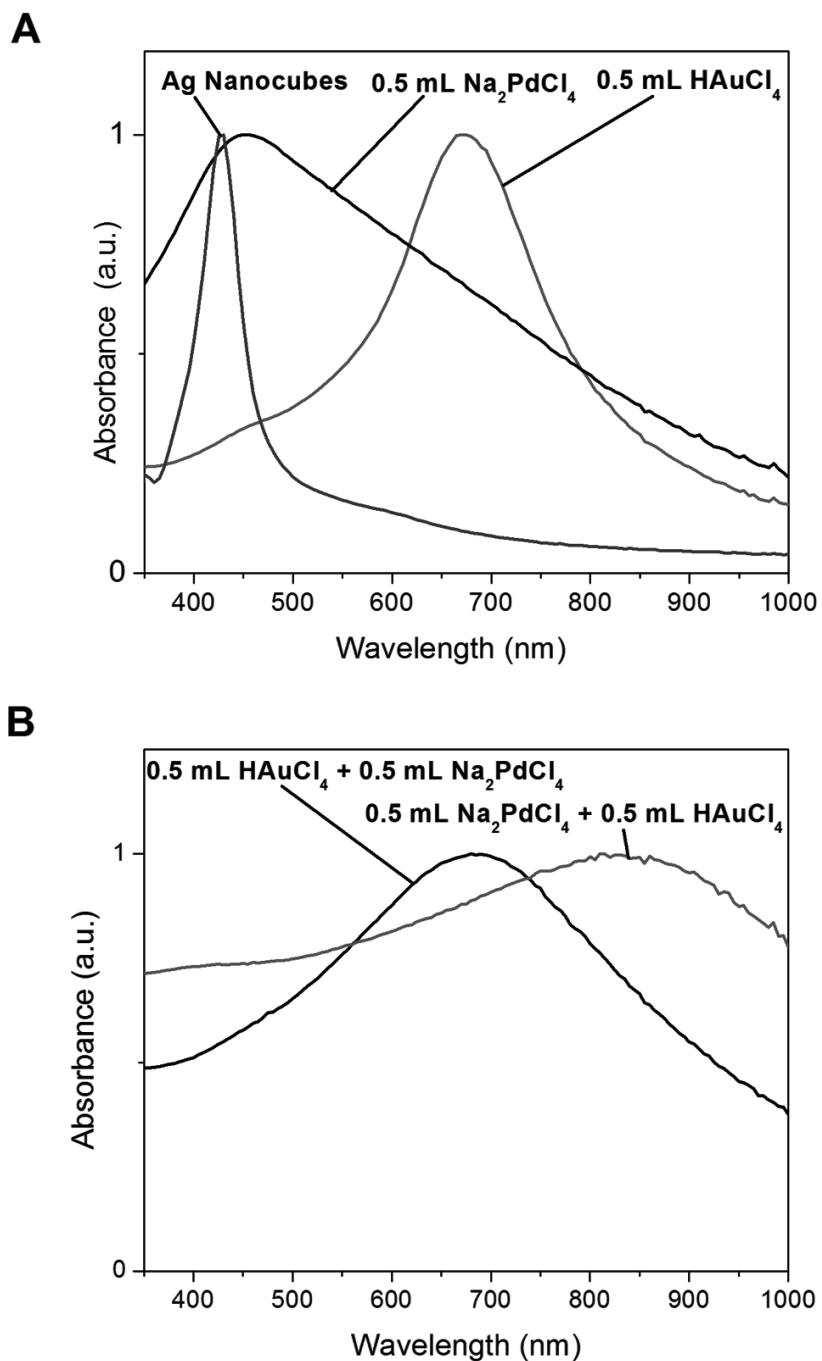 A
Ag Nanocubes 0.5 mL Na₂PdCl₄ 0.5 mL HAuCl₄
1
0
Absorbance (a.u.)
400 500 600 700 800 900 1000
Wavelength (nm)
B
0.5 mL HAuCl₄ + 0.5 mL Na₂PdCl₄
0.5 mL Na₂PdCl₄ + 0.5 mL HAuCl₄
1
0
Absorbance (a.u.)
400 500 600 700 800 900 1000
Wavelength (nm)